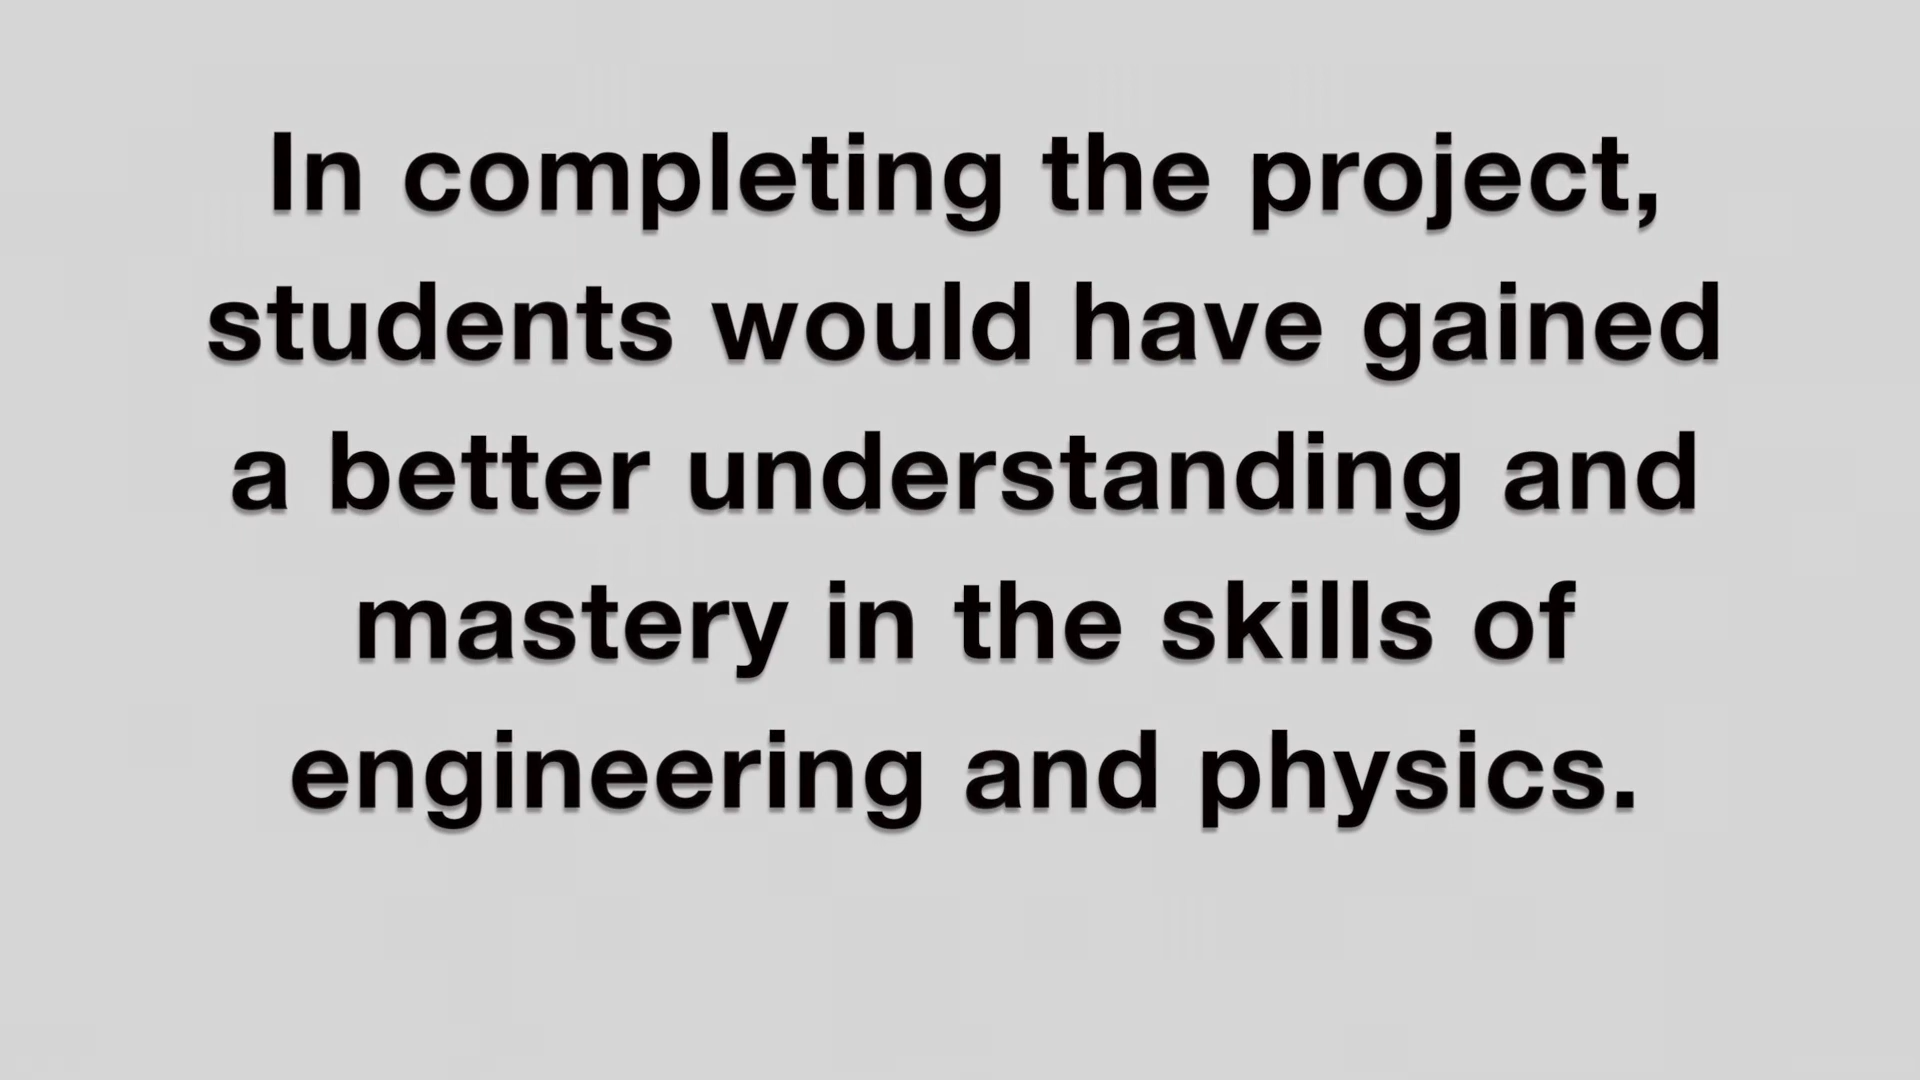 In completing the project,
students would have gained
a better understanding and
mastery in the skills of
engineering and physics.